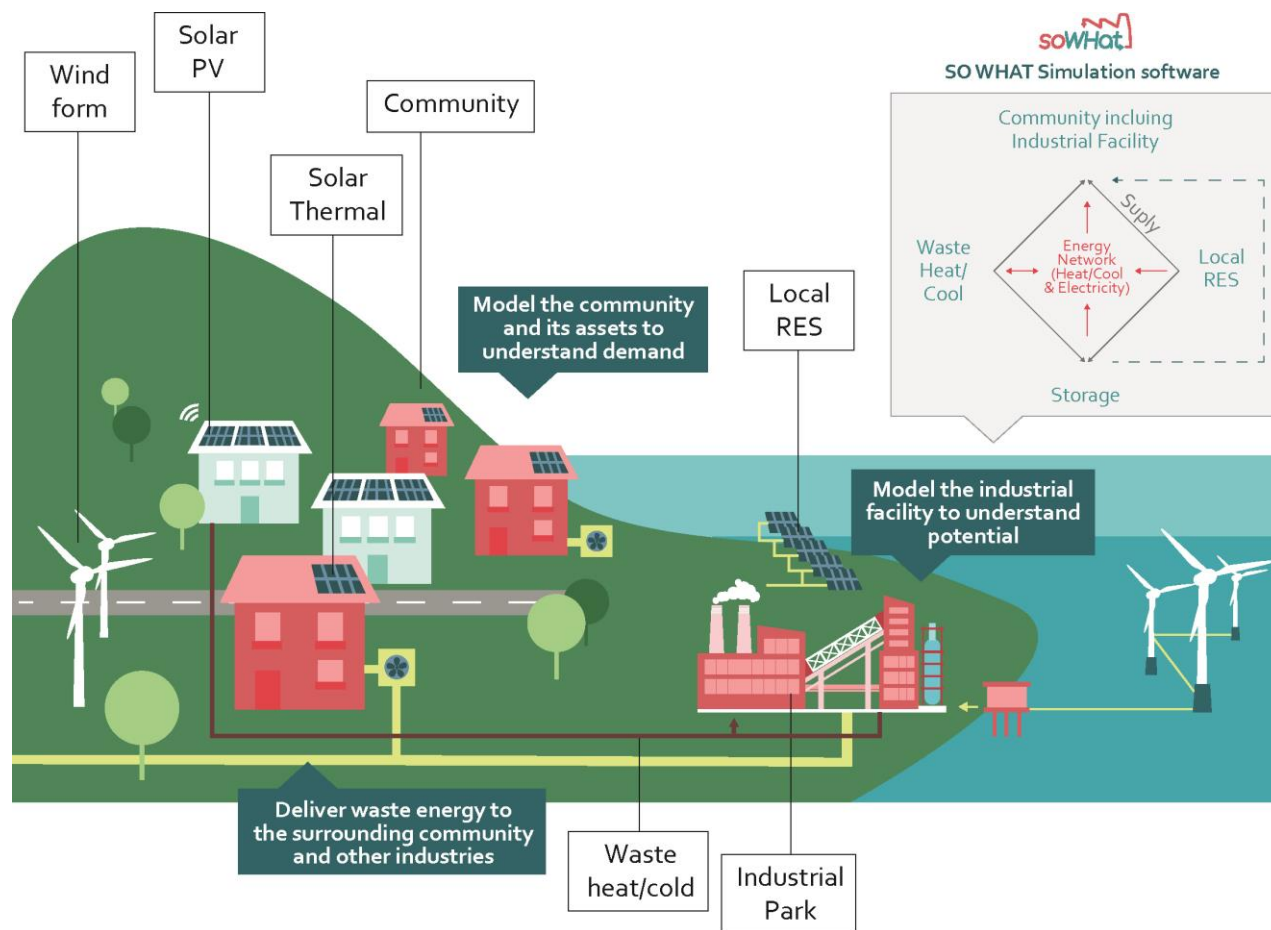 Solar
PV
Wind
form
Community
Solar
Thermal
soWHat
SO WHAT Simulation software
Community incluing
Industrial Facility
Suply
Waste
Heat/
Cool
Energy
Network
(Heat/Cool
& Electricity)
Local
RES
Storage
Model the community
and its assets to
understand demand
Local
RES
Model the industrial
facility to understand
potential
Deliver waste energy to
the surrounding community
and other industries
Waste
heat/cold
Industrial
Park